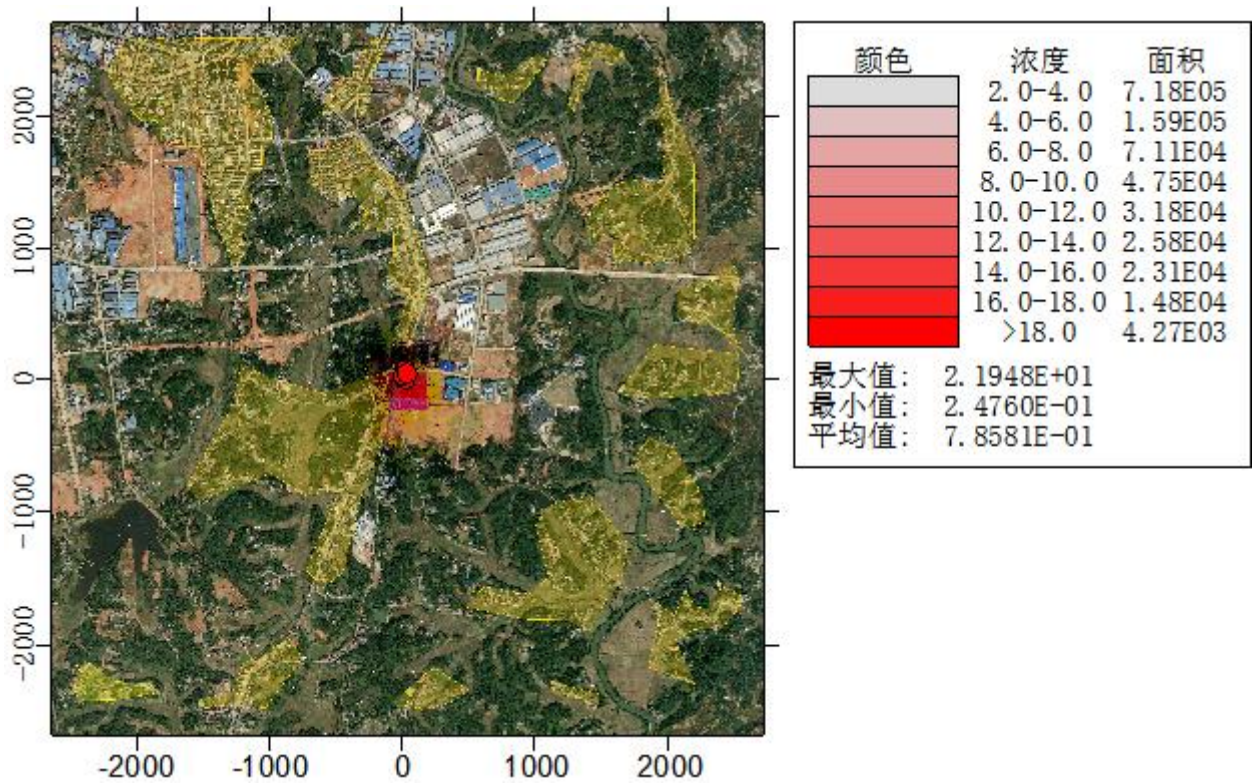 颜色 浓度 面积
2.0-4.0 7.18E05
4.0-6.0 1.59E05
6.0-8.0 7.11E04
8.0-10.0 4.75E04
10.0-12.0 3.18E04
12.0-14.0 2.58E04
14.0-16.0 2.31E04
16.0-18.0 1.48E04
>18.0 4.27E03
最大值: 2.1948E+01
最小值: 2.4760E-01
平均值: 7.8581E-01
2000
1000
0
-1000
-2000
-2000 -1000 0 1000 2000